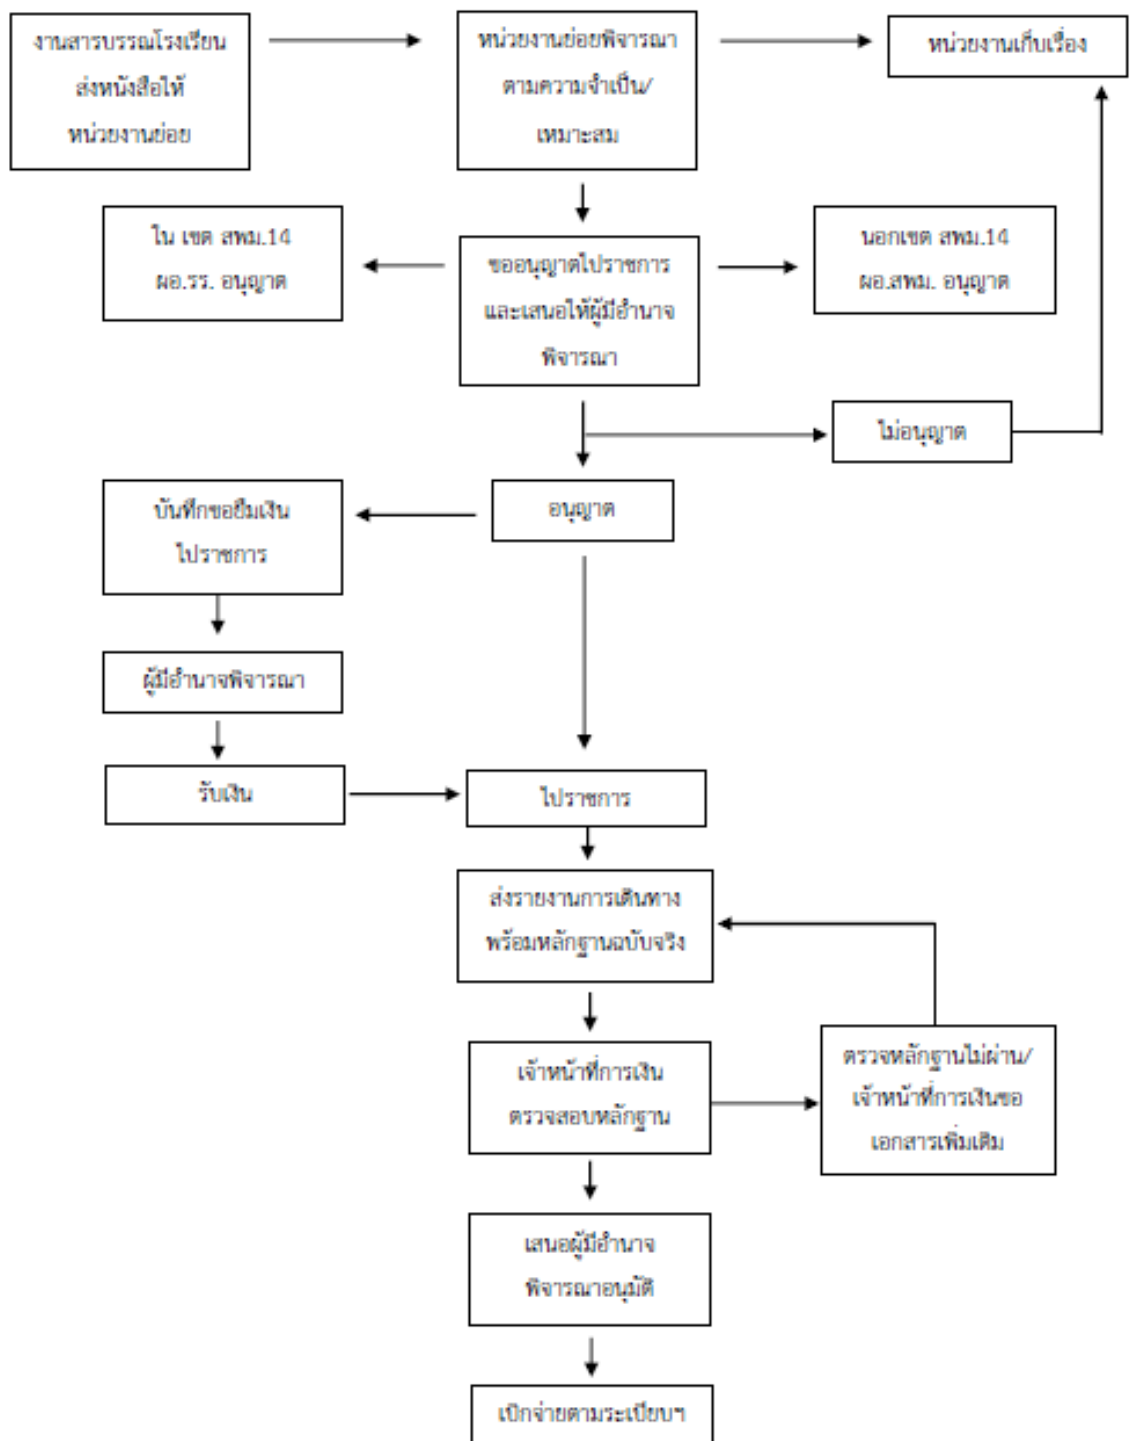 งานสารบรรณโรงเรียน
ส่งหนังสือให้
หน่วยงานย่อย
หน่วยงานย่อยพิจารณา
ตามความจำเป็น/
เหมาะสม
หน่วยงานเก็บเรื่อง
ใน เขต สพม.14
ผอ.รร. อนุญาต
ขออนุญาตไปราชการ
และเสนอให้ผู้มีอำนาจ
พิจารณา
นอกเขต สพม.14
ผอ.สพม. อนุญาต
ไม่อนุญาต
อนุญาต
บันทึกขอยืมเงิน
ไปราชการ
ผู้มีอำนาจพิจารณา
รับเงิน
ไปราชการ
ส่งรายงานการเดินทาง
พร้อมหลักฐานฉบับจริง
เจ้าหน้าที่การเงิน
ตรวจสอบหลักฐาน
ตรวจหลักฐานไม่ผ่าน/
เจ้าหน้าที่การเงินขอ
เอกสารเพิ่มเติม
เสนอผู้มีอำนาจ
พิจารณาอนุมัติ
เบิกจ่ายตามระเบียบฯ